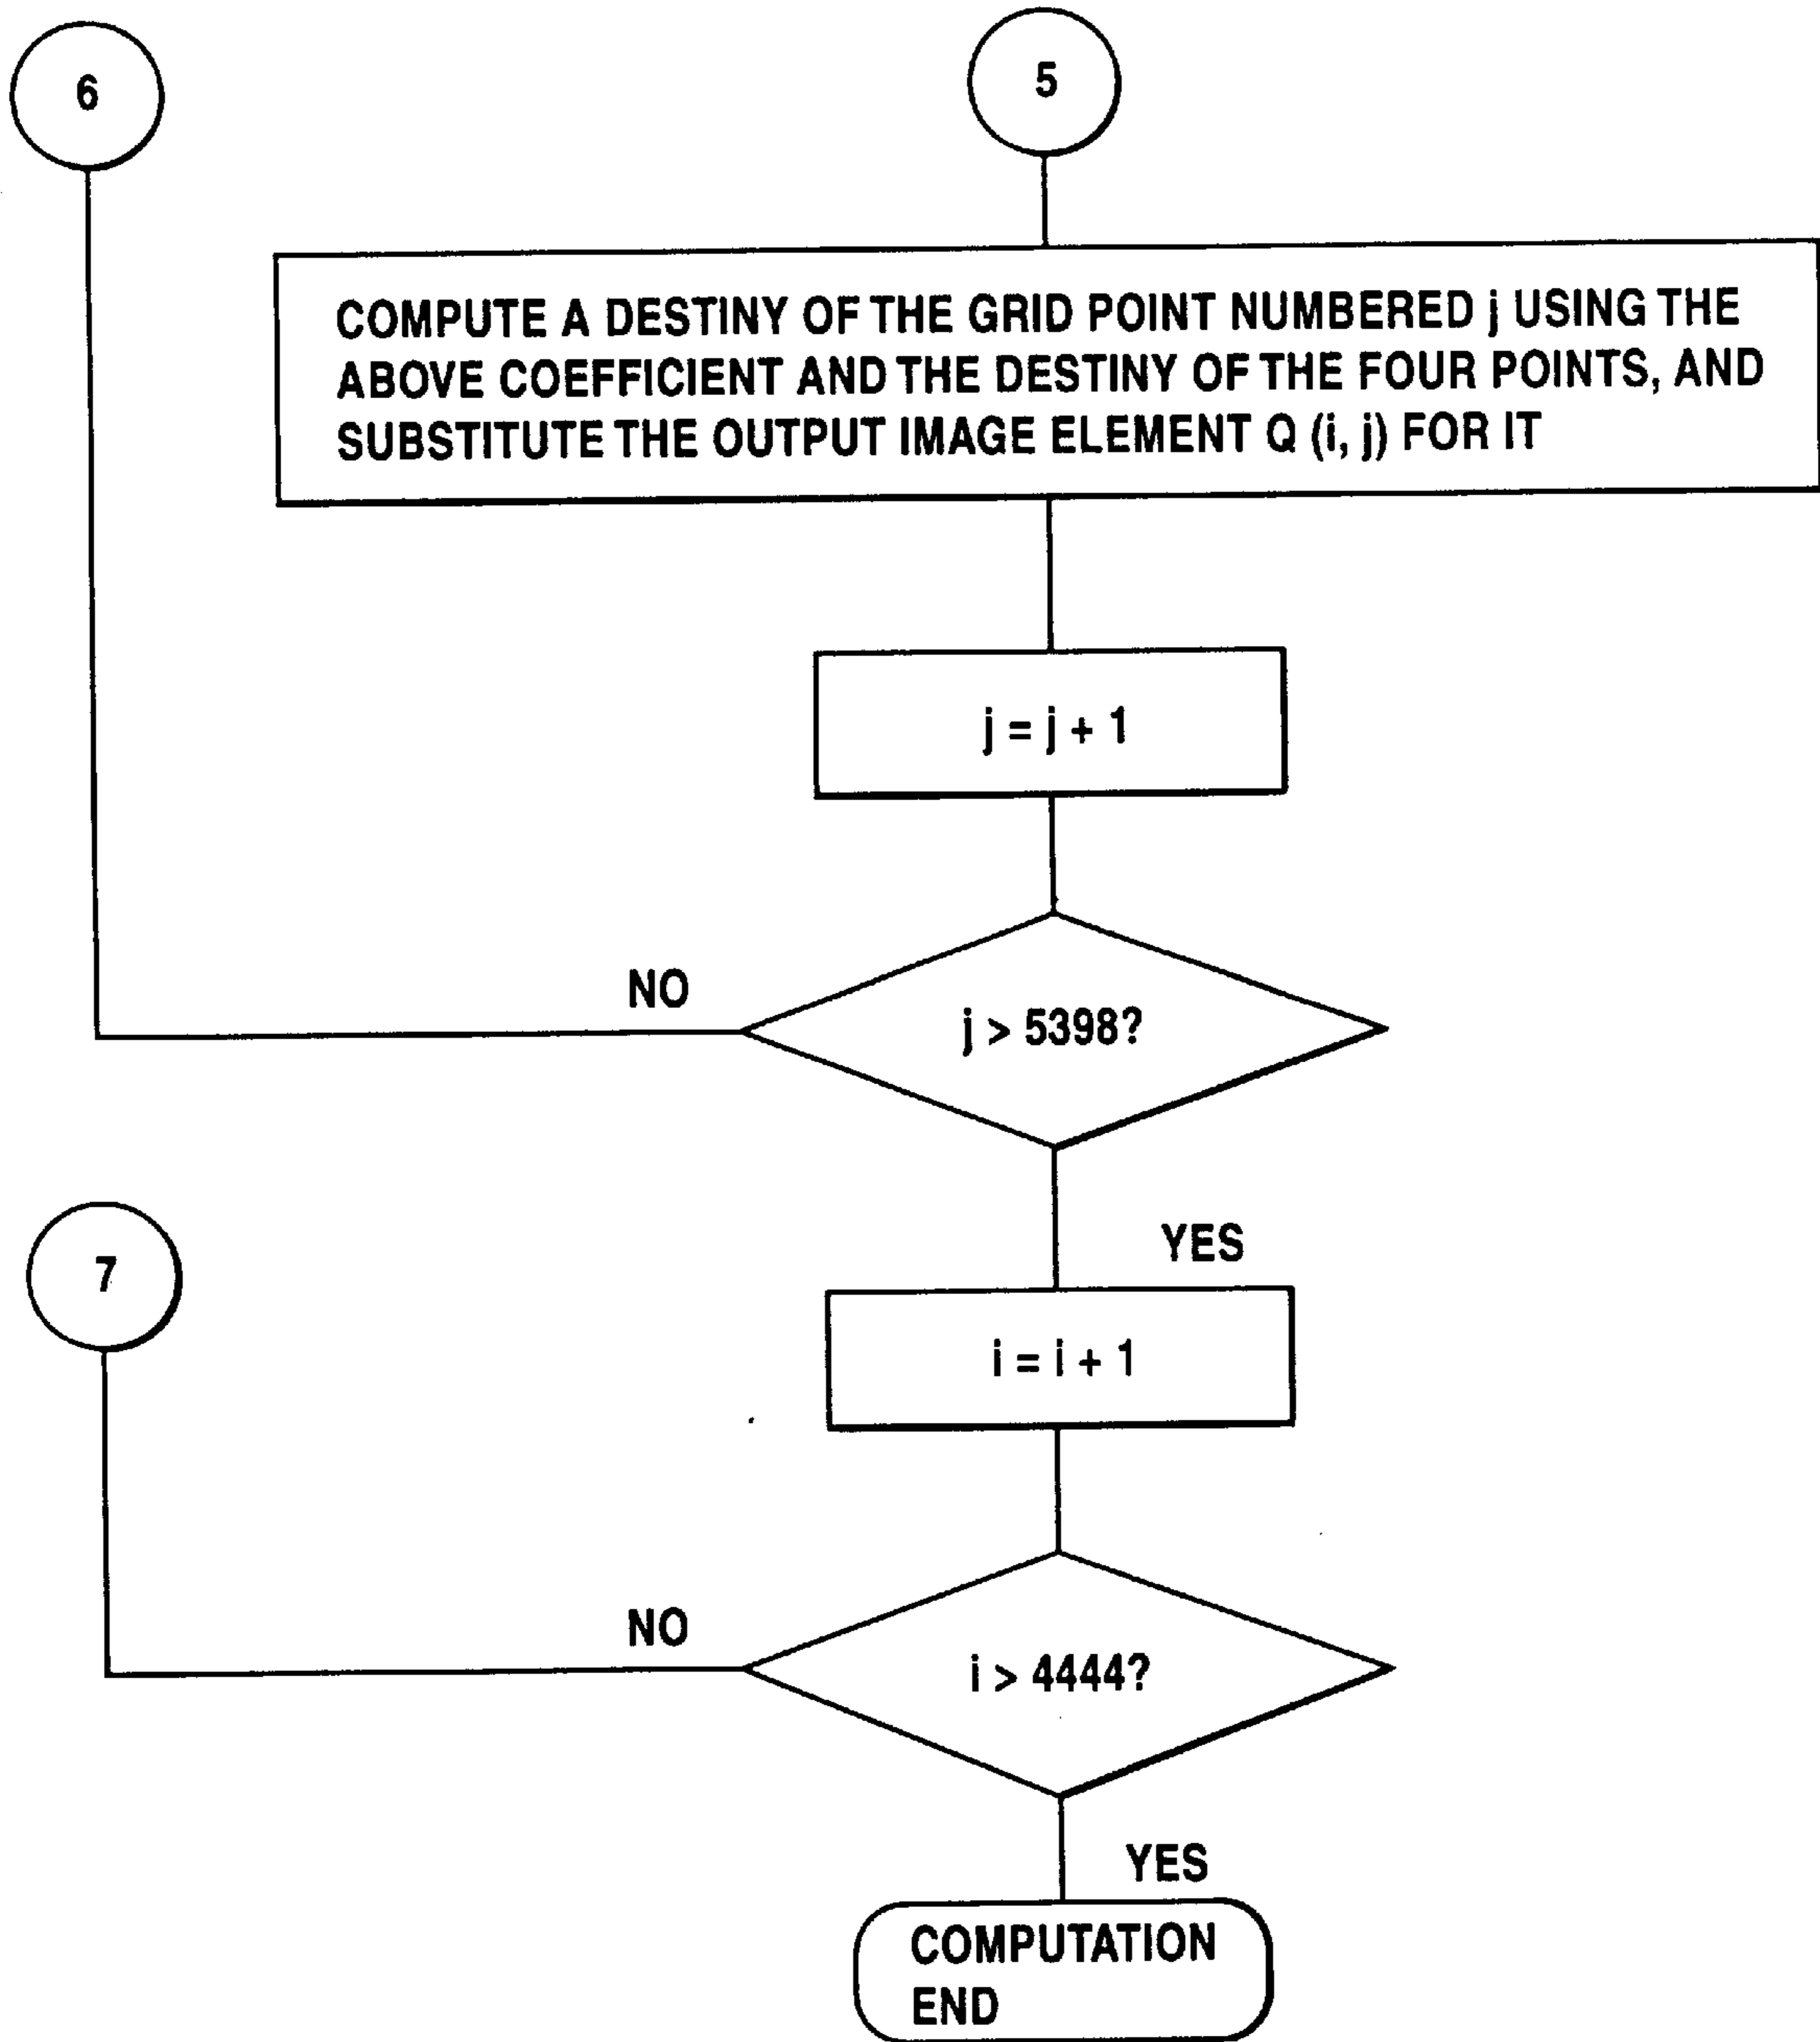 6
5
COMPUTE A DESTINY OF THE GRID POINT NUMBERED j USING THE
ABOVE COEFFICIENT AND THE DESTINY OF THE FOUR POINTS, AND
SUBSTITUTE THE OUTPUT IMAGE ELEMENT Q (i, j) FOR IT
j = j + 1
NO
j > 5398?
YES
7
i = i + 1
NO
i > 4444?
YES
COMPUTATION
END